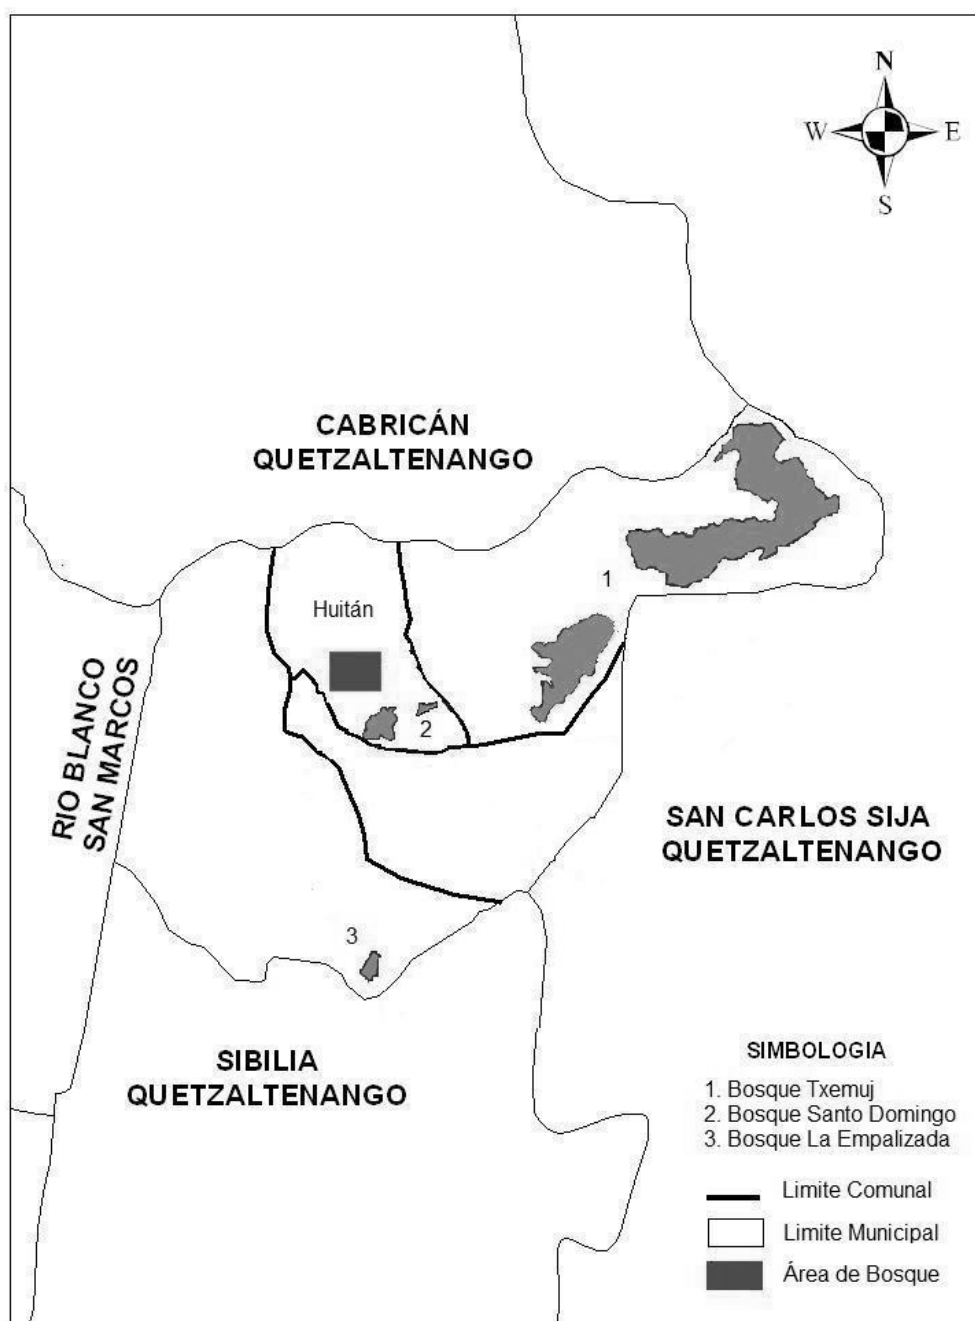 N
W E
S
CABRICÁN
QUETZALTENANGO
1
Huitán
2
RIO BLANCO
SAN MARCOS
SAN CARLOS SIJA
QUETZALTENANGO
3
SIBILIA
QUETZALTENANGO
SIMBOLOGIA
1. Bosque Txemuj
2. Bosque Santo Domingo
3. Bosque La Empalizada
Limite Comunal
Limite Municipal
Área de Bosque